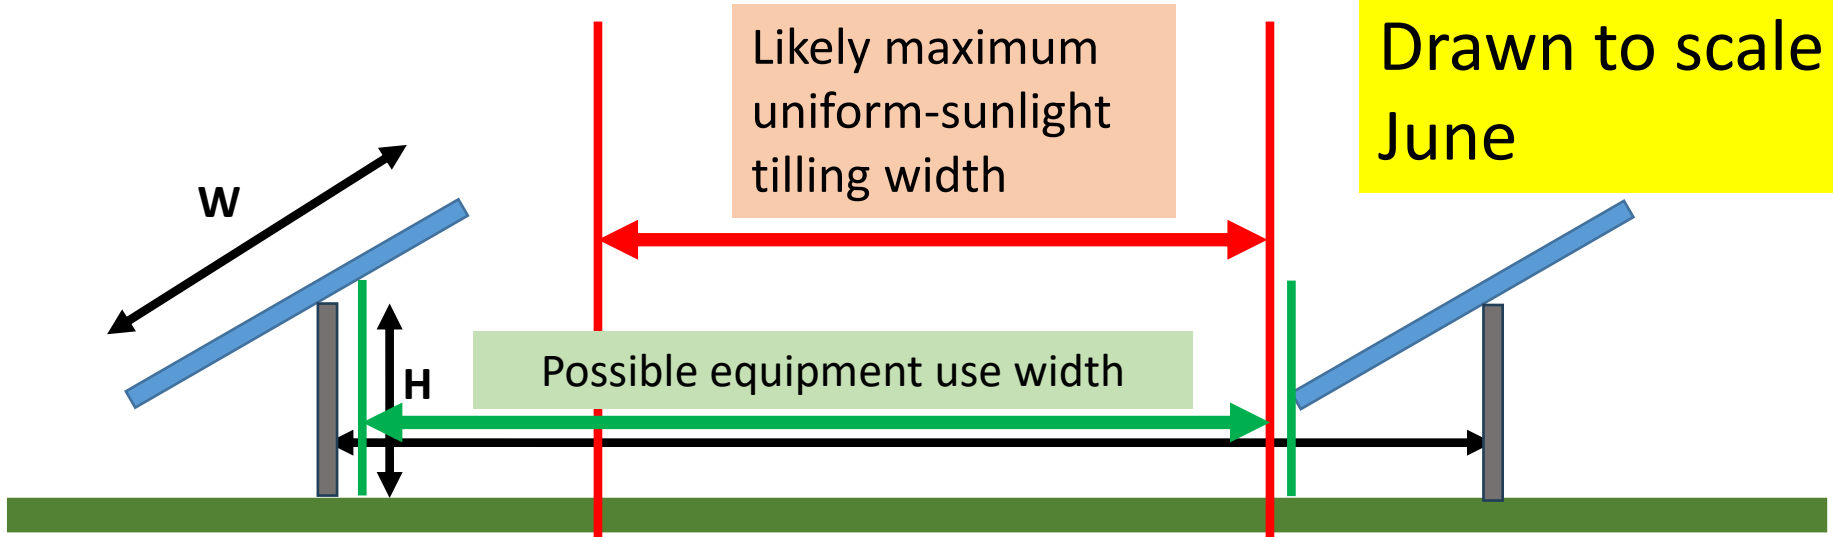 Likely maximum
uniform-sunlight
tilling width
Drawn to scale
June
W
Possible equipment use width
H